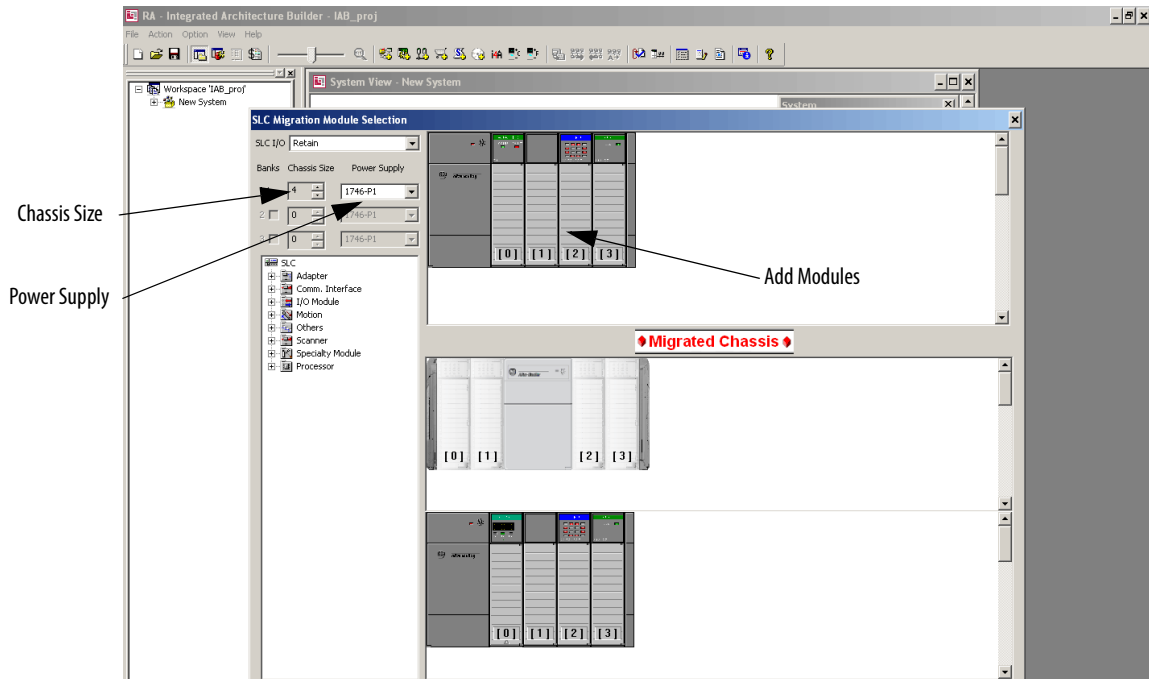 RA - Integrated Architecture Builder - IAB_proj
File Action Option View Help
Workspace 'IAB_proj'
New System
System View - New System
System
SLC Migration Module Selection
SLC I/O Retain
Banks Chassis Size Power Supply
4 1746-P1
2 0 1746-P1
3 0 1746-P1
Chassis Size
Power Supply
Add Modules
SLC
Adapter
Comm. Interface
I/O Module
Motion
Others
Scanner
Specialty Module
Processor
[0] [1] [2] [3]
Migrated Chassis
[0] [1] [2] [3]
[0] [1] [2] [3]